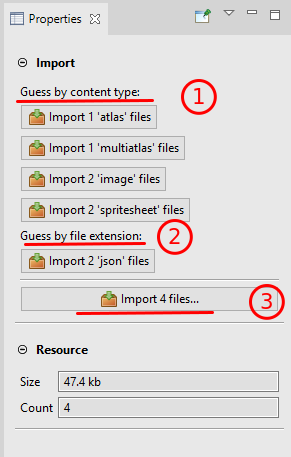 Properties
Import
Guess by content type:
1
Import 1 'atlas' files
Import 1 'multiatlas' files
Import 2 'image' files
Import 2 'spritesheet' files
Guess by file extension:
2
Import 2 'json' files
Import 4 files...
3
Resource
Size 47.4 kb
Count 4